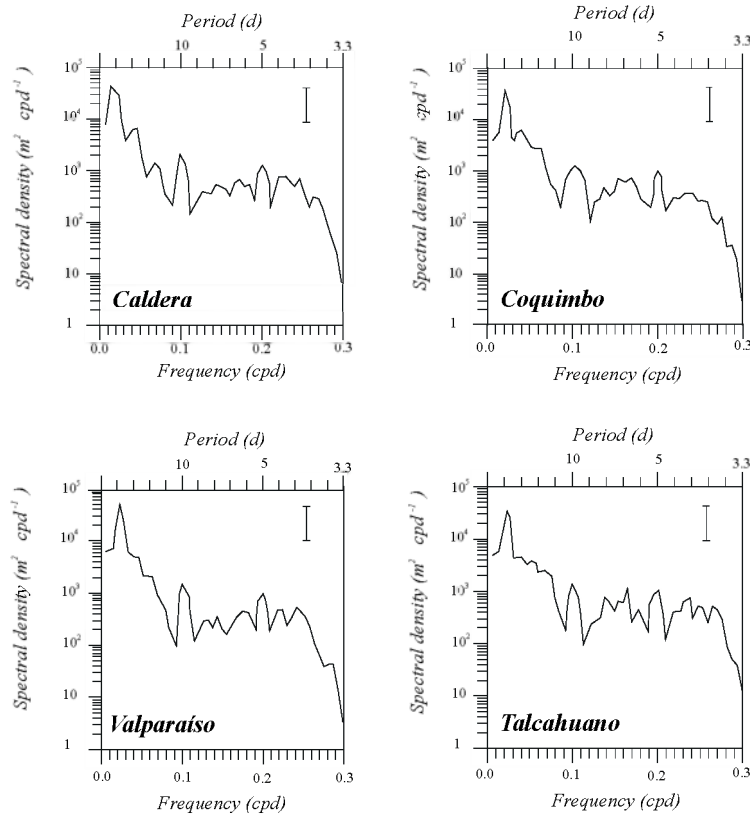 Period (d)
10 5 3.3
Spectral density (m² cpd⁻¹)
10⁵
10⁴
10³
10²
10
1
Caldera
0.0 0.1 0.2 0.3
Frequency (cpd)
Period (d)
10 5 3.3
Spectral density (m² cpd⁻¹)
10⁵
10⁴
10³
10²
10
1
Coquimbo
0.0 0.1 0.2 0.3
Frequency (cpd)
Period (d)
10 5 3.3
Spectral density (m² cpd⁻¹)
10⁵
10⁴
10³
10²
10
1
Valparaíso
0.0 0.1 0.2 0.3
Frequency (cpd)
Period (d)
10 5 3.3
Spectral density (m² cpd⁻¹)
10⁵
10⁴
10³
10²
10
1
Talcahuano
0.0 0.1 0.2 0.3
Frequency (cpd)